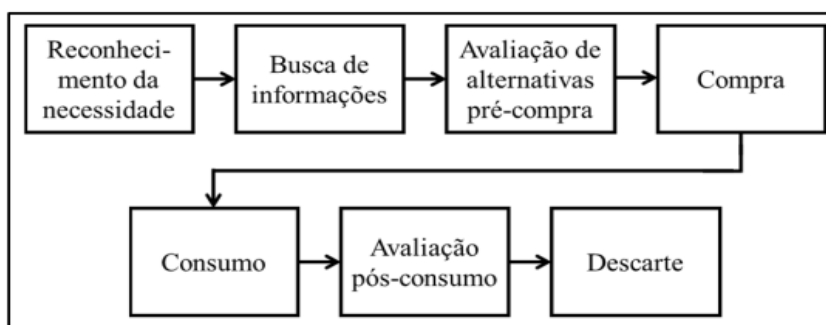 Reconheci-
mento da
necessidade
Busca de
informações
Avaliação de
alternativas
pré-compra
Compra
Consumo
Avaliação
pós-consumo
Descarte